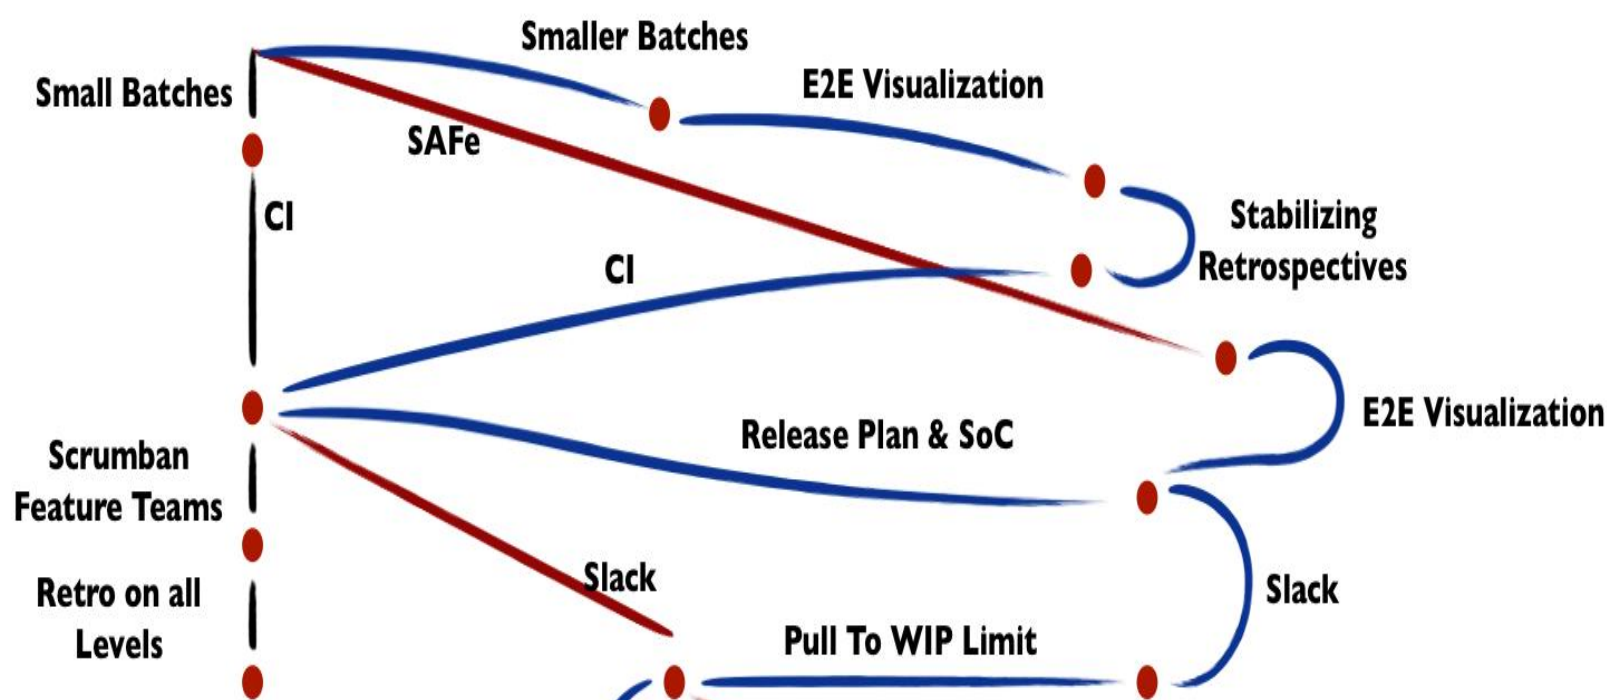 Smaller Batches
E2E Visualization
Small Batches
SAFe
CI
Stabilizing
Retrospectives
CI
E2E Visualization
Release Plan & SoC
Scrumban
Feature Teams
Slack
Retro on all
Levels
Slack
Pull To WIP Limit